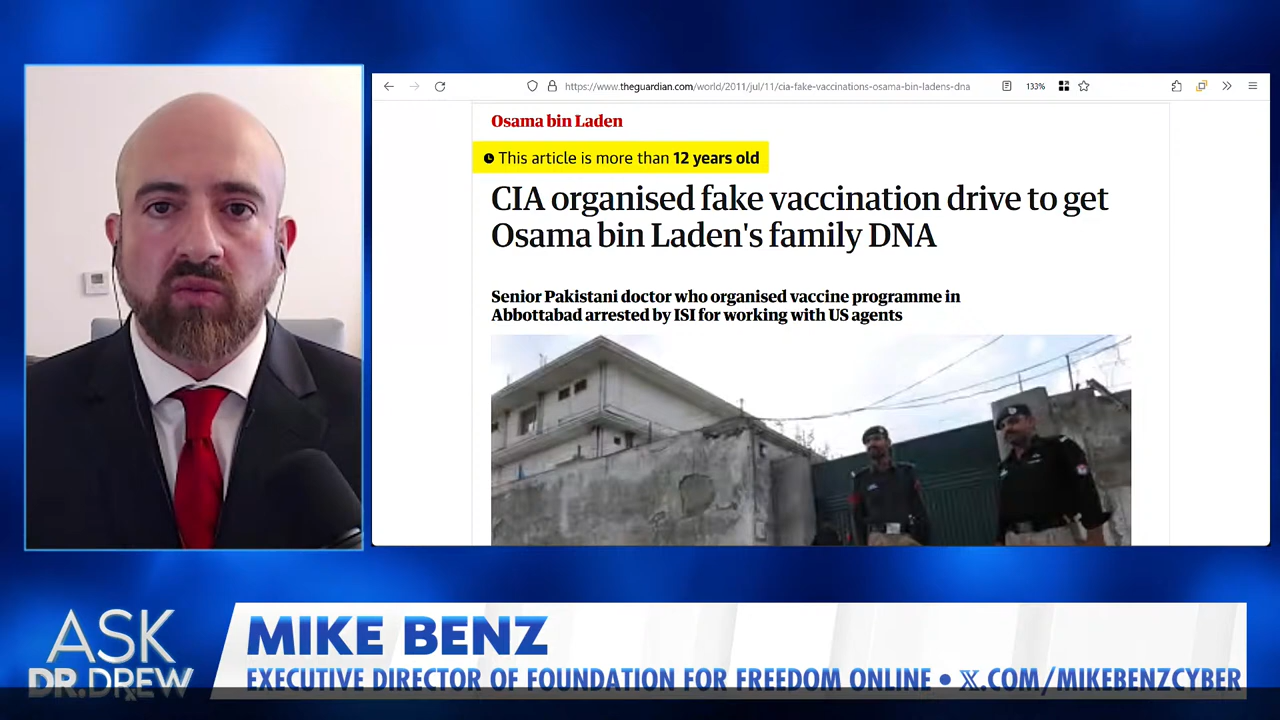 https://www.theguardian.com/world/2011/jul/11/cia-fake-vaccinations-osama-bin-ladens-dna
133%
Osama bin Laden
This article is more than 12 years old
CIA organised fake vaccination drive to get
Osama bin Laden's family DNA
Senior Pakistani doctor who organised vaccine programme in
Abbottabad arrested by ISI for working with US agents
ASK
DR. DREW
MIKE BENZ
EXECUTIVE DIRECTOR OF FOUNDATION FOR FREEDOM ONLINE • 𝕏.COM/MIKEBENZCYBER